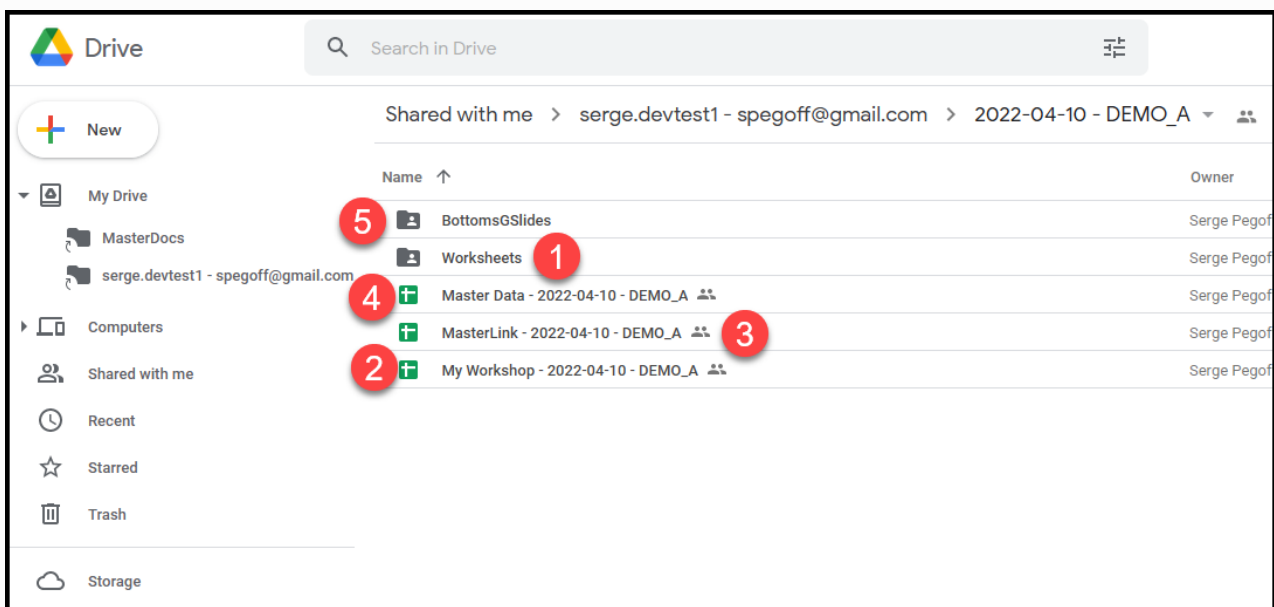 Drive
Search in Drive
New
Shared with me > serge.devtest1 - spegoff@gmail.com > 2022-04-10 - DEMO_A
Name Owner
My Drive
MasterDocs
serge.devtest1 - spegoff@gmail.com
Computers
Shared with me
Recent
Starred
Trash
Storage
5 BottomsGSlides Serge Pegof
Worksheets 1 Serge Pegof
4 Master Data - 2022-04-10 - DEMO_A Serge Pegof
MasterLink - 2022-04-10 - DEMO_A 3 Serge Pegof
2 My Workshop - 2022-04-10 - DEMO_A Serge Pegof